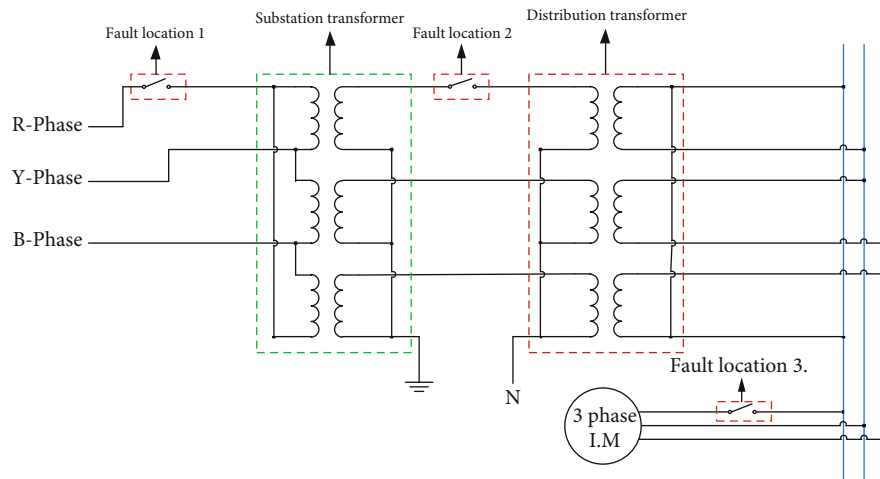 Substation transformer
Distribution transformer
Fault location 1
Fault location 2
R-Phase
Y-Phase
B-Phase
N
Fault location 3.
3 phase
I.M